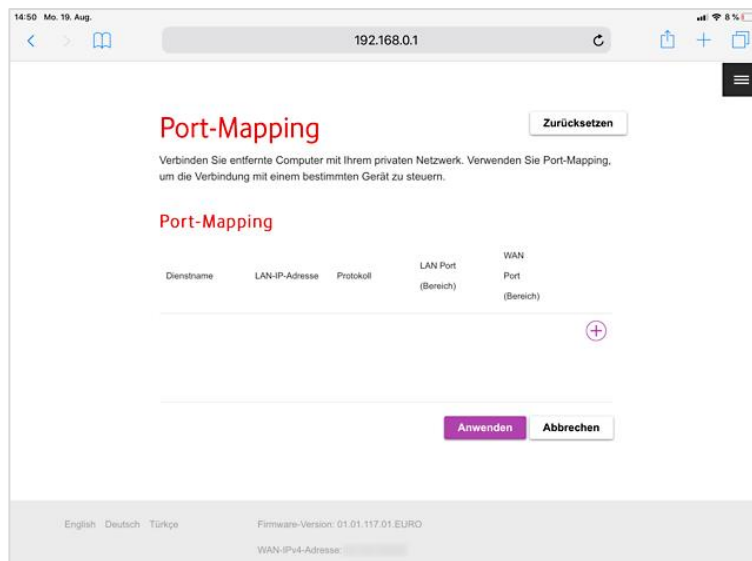 14:50 Mo. 19. Aug.
8 %
192.168.0.1
Port-Mapping
Zurücksetzen
Verbinden Sie entfernte Computer mit Ihrem privaten Netzwerk. Verwenden Sie Port-Mapping,
um die Verbindung mit einem bestimmten Gerät zu steuern.
Port-Mapping
Dienstname LAN-IP-Adresse Protokoll LAN Port (Bereich) WAN Port (Bereich)
Anwenden Abbrechen
English Deutsch Türkçe Firmware-Version: 01.01.117.01.EURO
WAN-IPv4-Adresse: